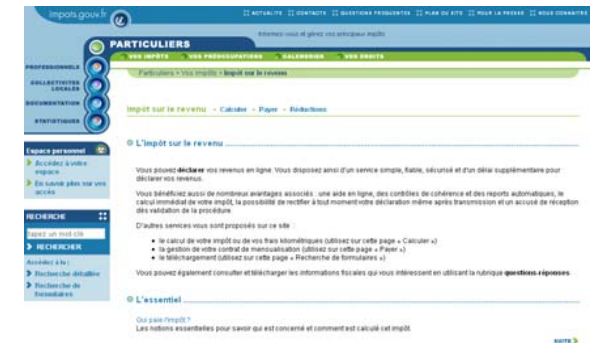 impots.gouv.fr
ACTUALITE CONTACTS QUESTIONS FREQUENTES PLAN DU SITE POUR LA PRESSE NOUS CONNAITRE
Informez-vous et gérez vos principaux impôts
PARTICULIERS
VOS IMPÔTS VOS PRÉOCCUPATIONS CALENDRIER VOS DROITS
Particuliers > Vos impôts > Impôt sur le revenu
PROFESSIONNELS
COLLECTIVITES
LOCALES
DOCUMENTATION
STATISTIQUES
Impôt sur le revenu - Calculer - Payer - Réductions
Espace personnel
Accédez à votre
espace
En savoir plus sur vos
accès
RECHERCHE
tapez un mot-clé
RECHERCHER
Accédez à la :
Recherche détaillée
Recherche de
formulaires
L'impôt sur le revenu
Vous pouvez déclarer vos revenus en ligne. Vous disposez ainsi d'un service simple, fiable, sécurisé et d'un délai supplémentaire pour
déclarer vos revenus.
Vous bénéficiez aussi de nombreux avantages associés : une aide en ligne, des contrôles de cohérence et des reports automatiques, le
calcul immédiat de votre impôt, la possibilité de rectifier à tout moment votre déclaration même après transmission et un accusé de réception
dès validation de la procédure.
D'autres services vous sont proposés sur ce site :
• le calcul de votre impôt ou de vos frais kilométriques (utilisez sur cette page « Calculer »)
• la gestion de votre contrat de mensualisation (utilisez sur cette page « Payer »)
• le téléchargement (utilisez sur cette page « Recherche de formulaires »)
Vous pouvez également consulter et télécharger les informations fiscales qui vous intéressent en utilisant la rubrique questions-réponses.
L'essentiel
Qui paie l'impôt ?
Les notions essentielles pour savoir qui est concerné et comment est calculé cet impôt.
SUITE